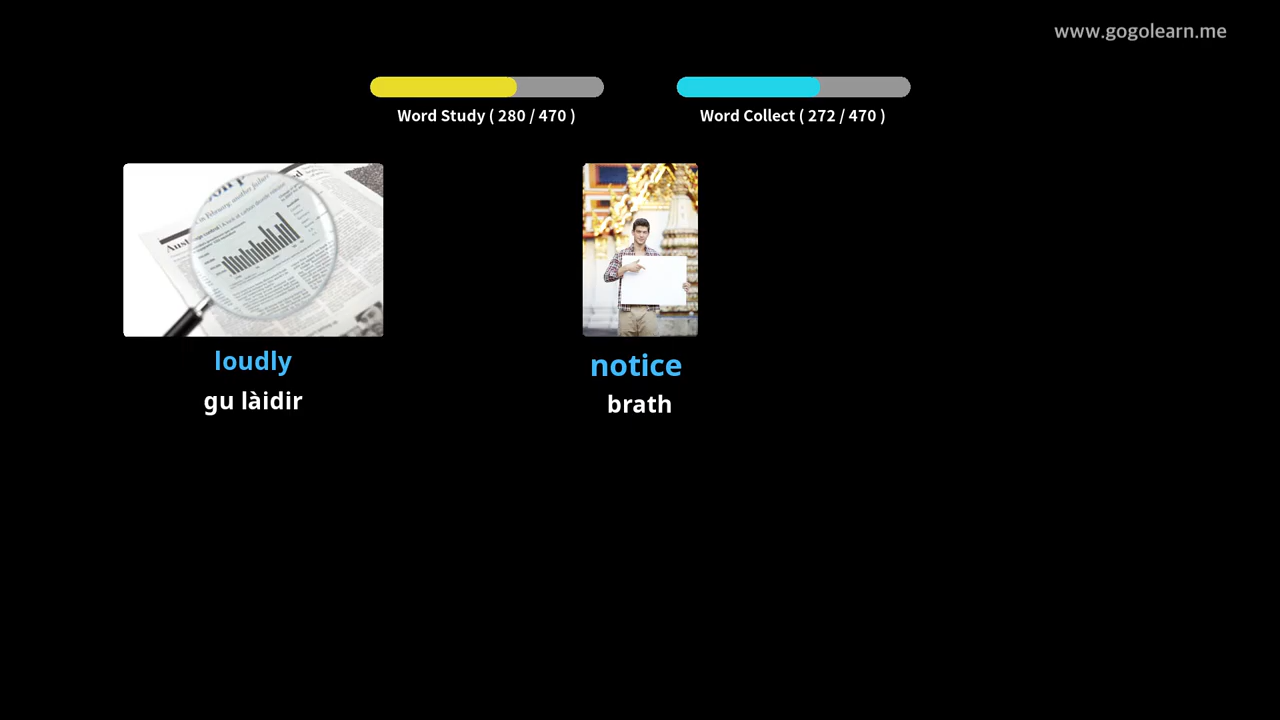 www.gogolearn.me
Word Study ( 280 / 470 )
Word Collect ( 272 / 470 )
loudly
gu làidir
notice
brath